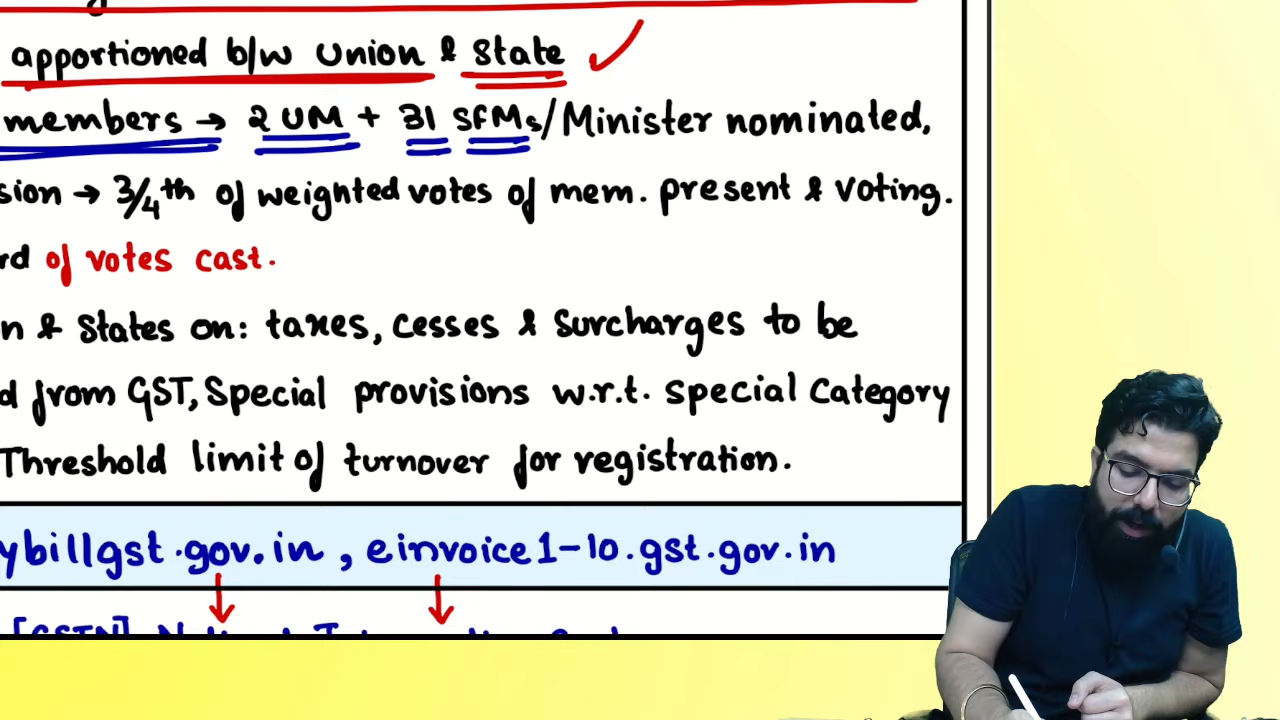 apportioned b/w Union & State
members → 2 UM + 31 SFMs/Minister nominated,
sion → 3/4th of weighted votes of mem. present & voting.
rd of votes cast.
n & States on: taxes, cesses & surcharges to be
d from GST, Special provisions w.r.t. special Category
Threshold limit of turnover for registration.
ybillgst.gov.in, einvoice1-10.gst.gov.in